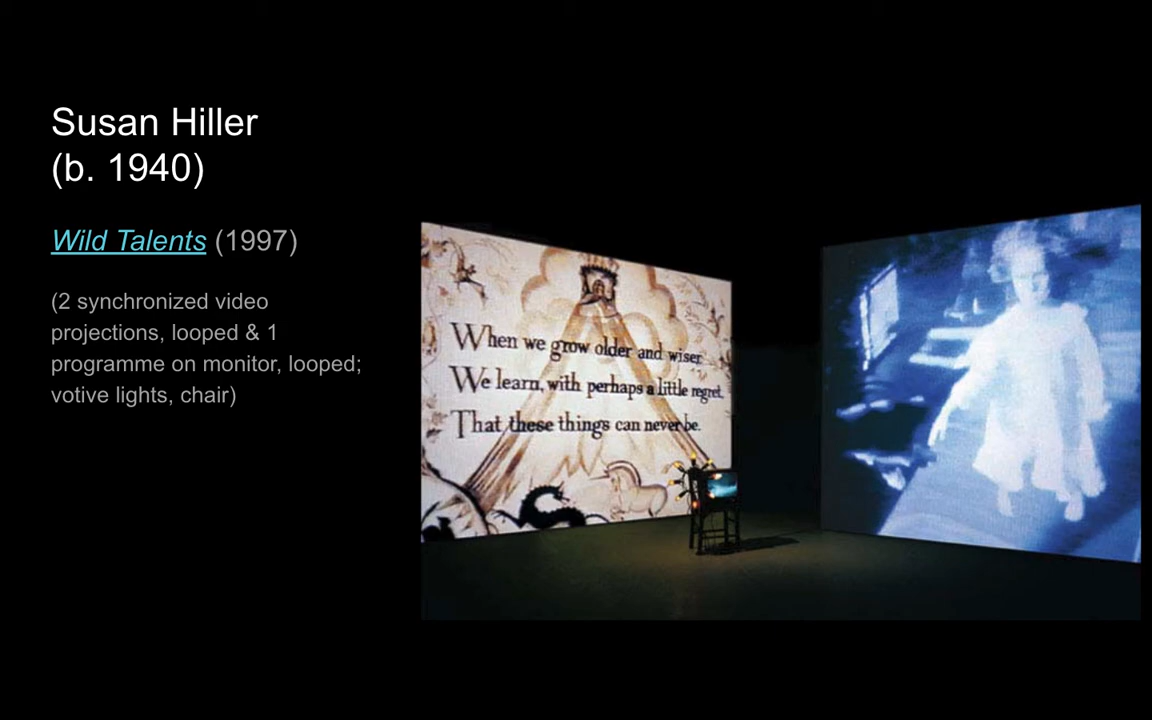 Susan Hiller
(b. 1940)
Wild Talents (1997)
(2 synchronized video
projections, looped & 1
programme on monitor, looped;
votive lights, chair)
When we grow older and wiser
We learn, with perhaps a little regret,
That these things can never be.